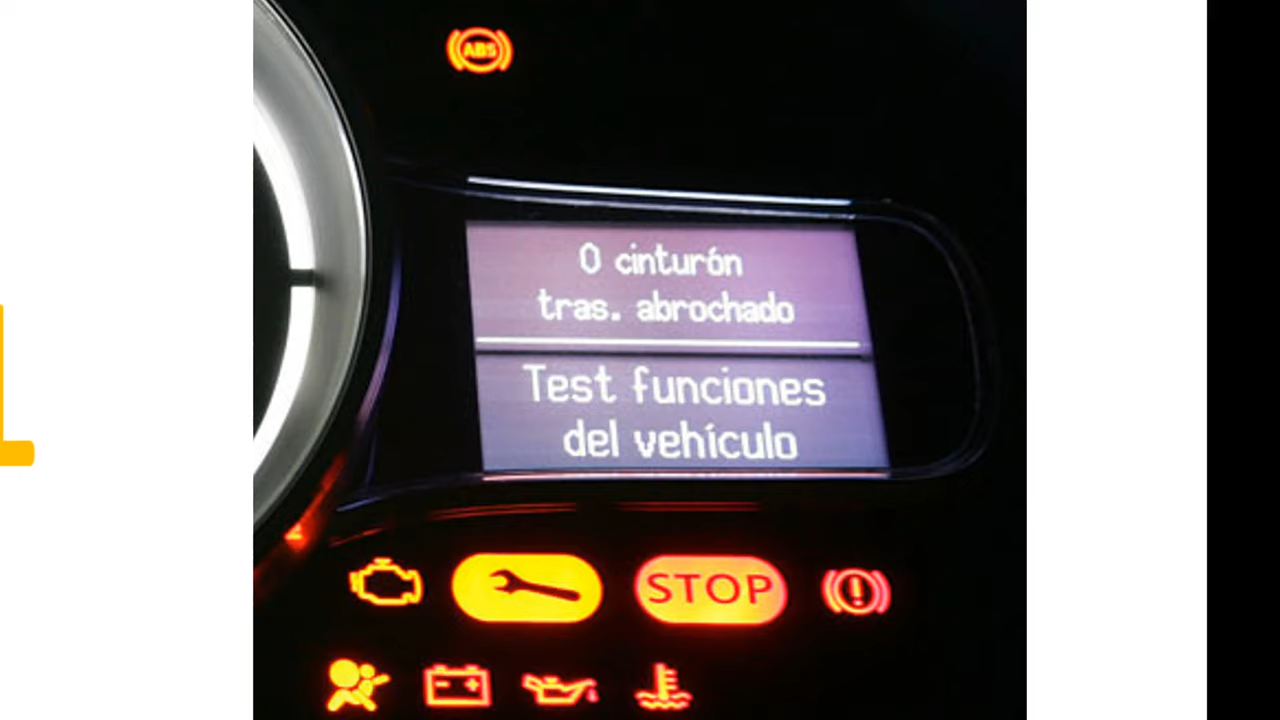 ABS
0 cinturón
tras. abrochado
Test funciones
del vehículo
STOP